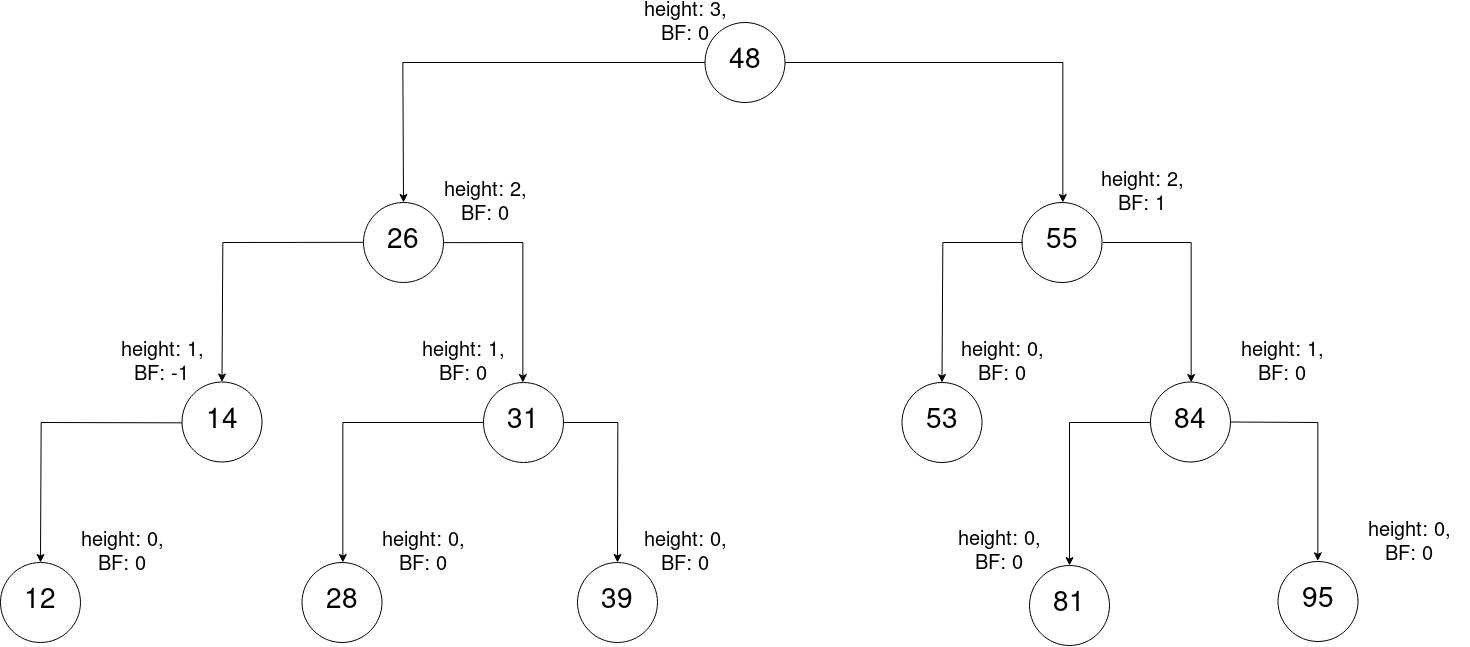 height: 3,
BF: 0
48
height: 2,
BF: 0
26
height: 2,
BF: 1
55
height: 1,
BF: -1
14
height: 1,
BF: 0
31
height: 0,
BF: 0
53
height: 1,
BF: 0
84
height: 0,
BF: 0
12
height: 0,
BF: 0
28
height: 0,
BF: 0
39
height: 0,
BF: 0
81
height: 0,
BF: 0
95